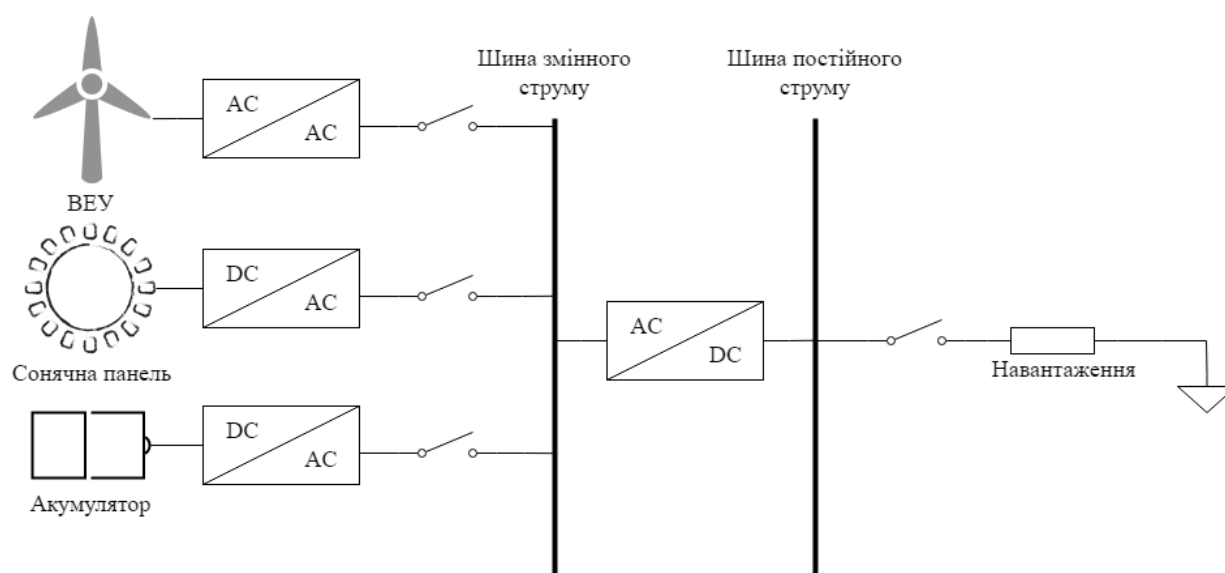 Шина змінного
струму
Шина постійного
струму
AC
AC
ВЕУ
DC
AC
Сонячна панель
AC
DC
Навантаження
DC
AC
Акумулятор